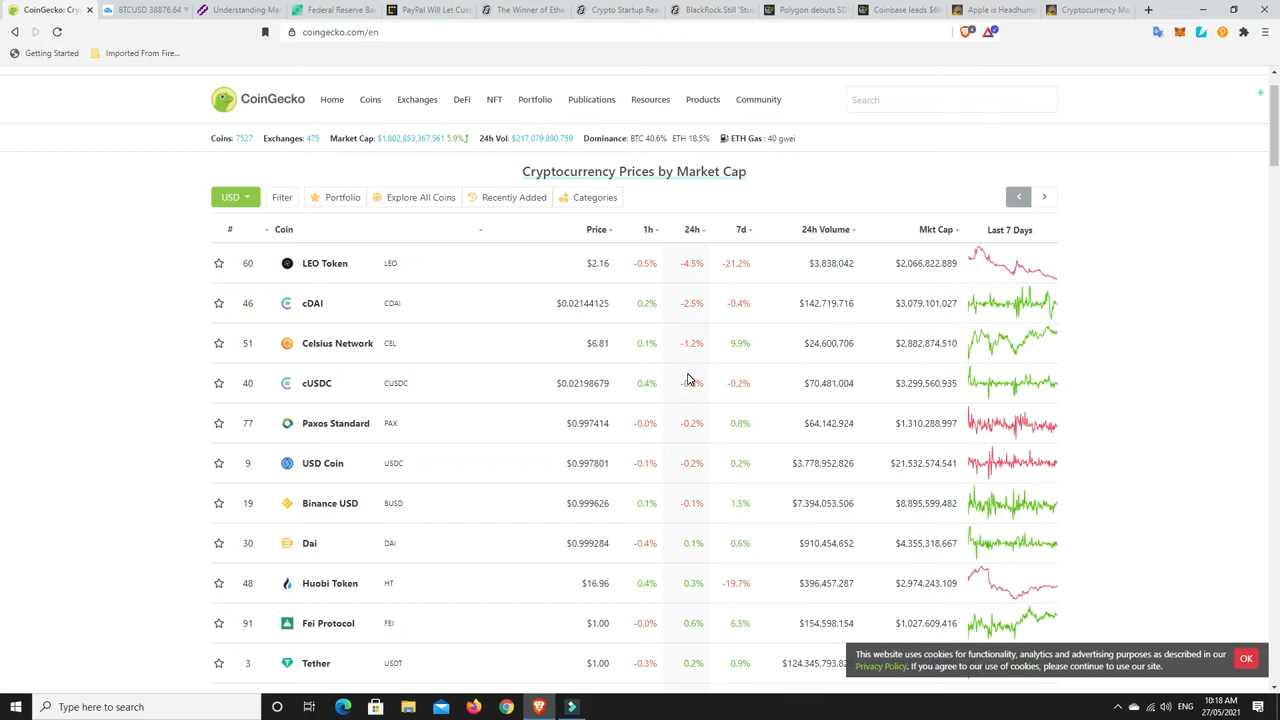 CoinGecko: Cry
BTCUSD 38876.64
Understanding Mar
Federal Reserve Ban
PayPal Will Let Custo
The Winner of Ethe
Crypto Startup Rea
BlackRock Still 'Stud
Polygon debuts SD
Coinbase leads $6
Apple is Headhunti
Cryptocurrency Ma
coingecko.com/en
Getting Started Imported From Fire...
CoinGecko Home Coins Exchanges DeFi NFT Portfolio Publications Resources Products Community Search
Coins: 7527 Exchanges: 475 Market Cap: $1,802,853,367,561 5.9% 24h Vol: $217,079,890,759 Dominance: BTC 40.6% ETH 18.5% ETH Gas: 40 gwei
Cryptocurrency Prices by Market Cap
USD Filter Portfolio Explore All Coins Recently Added Categories
# Coin Price 1h 24h 7d 24h Volume Mkt Cap Last 7 Days
60 LEO Token LEO $2.16 -0.5% -4.5% -21.2% $3,838,042 $2,066,822,889
46 cDAI CDAI $0.02144125 0.2% -2.5% -0.4% $142,719,716 $3,079,101,027
51 Celsius Network CEL $6.81 0.1% -1.2% 9.9% $24,600,706 $2,882,874,510
40 cUSDC CUSDC $0.02198679 0.4% -0.2% $70,481,004 $3,299,560,935
77 Paxos Standard PAX $0.997414 -0.0% -0.2% 0.8% $64,142,924 $1,310,288,997
9 USD Coin USDC $0.997801 -0.1% -0.2% 0.2% $3,778,952,826 $21,532,574,541
19 Binance USD BUSD $0.999626 0.1% -0.1% 1.5% $7,394,053,506 $8,895,599,482
30 Dai DAI $0.999284 -0.4% 0.1% 0.6% $910,454,652 $4,355,318,667
48 Huobi Token HT $16.96 0.4% 0.3% -19.7% $396,457,287 $2,974,243,109
91 Fei Protocol FEI $1.00 -0.0% 0.6% 6.5% $154,598,154 $1,027,609,416
3 Tether USDT $1.00 -0.3% 0.2% 0.9% $124,345,793,8
This website uses cookies for functionality, analytics and advertising purposes as described in our
Privacy Policy. If you agree to our use of cookies, please continue to use our site.
OK
Type here to search
ENG
10:18 AM
27/05/2021